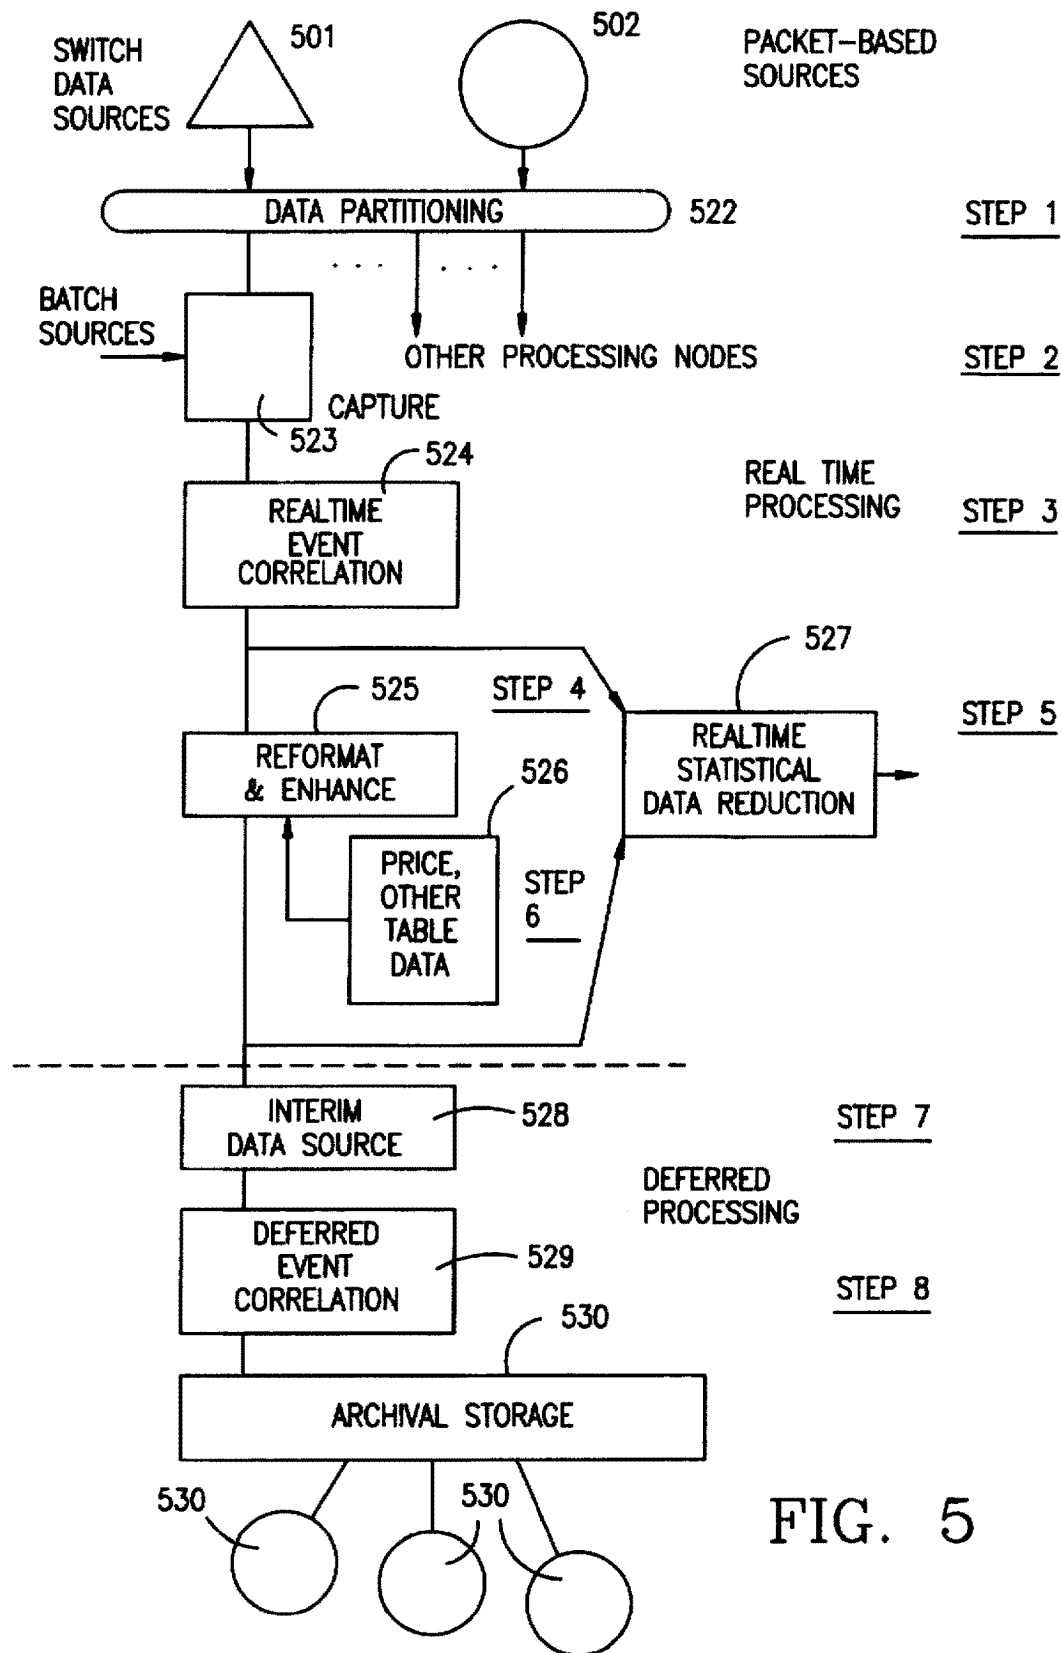 SWITCH
DATA
SOURCES
501
502
PACKET-BASED
SOURCES
DATA PARTITIONING
522
STEP 1
BATCH
SOURCES
OTHER PROCESSING NODES
STEP 2
CAPTURE
523
524
REALTIME
EVENT
CORRELATION
REAL TIME
PROCESSING
STEP 3
527
525
STEP 4
STEP 5
REFORMAT
& ENHANCE
REALTIME
STATISTICAL
DATA REDUCTION
526
PRICE,
OTHER
TABLE
DATA
STEP
6
INTERIM
DATA SOURCE
528
STEP 7
DEFERRED
PROCESSING
DEFERRED
EVENT
CORRELATION
529
STEP 8
530
ARCHIVAL STORAGE
530
530
FIG. 5